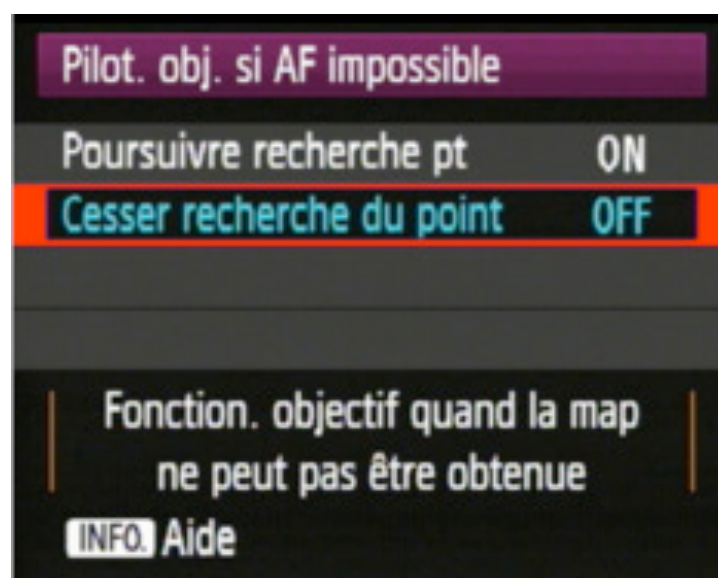 Pilot. obj. si AF impossible
Poursuivre recherche pt ON
Cesser recherche du point OFF
Fonction. objectif quand la map
ne peut pas être obtenue
INFO. Aide